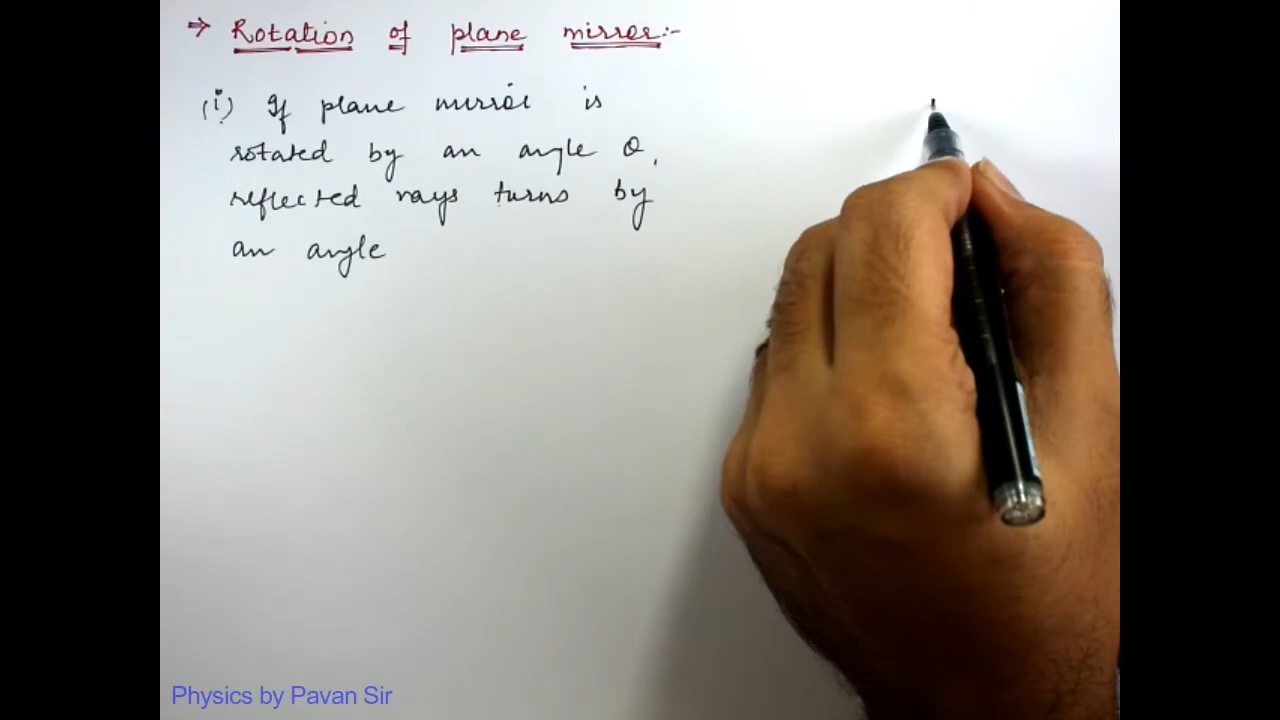 ⇒ Rotation of plane mirror:-
(i) If plane mirror is
rotated by an angle θ,
reflected rays turns by
an angle
Physics by Pavan Sir